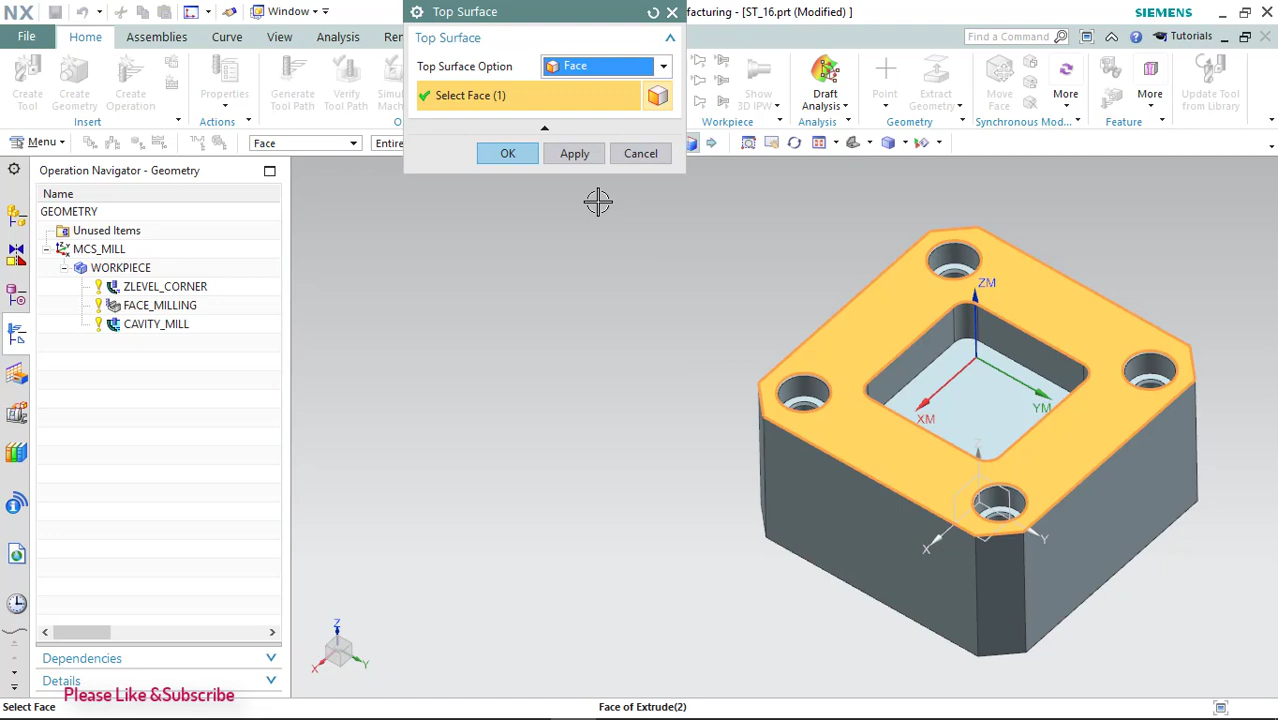 NX
Window
Top Surface
facturing - [ST_16.prt (Modified) ]
SIEMENS
File
Home
Assemblies
Curve
View
Analysis
Top Surface
Find a Command
Tutorials
Top Surface Option
Face
Select Face (1)
OK
Apply
Cancel
Create Tool
Create Geometry
Create Operation
Properties
Generate Tool Path
Verify Tool Path
Show 3D IPW
Draft Analysis
Point
Extract Geometry
Move Face
More
More
Update Tool from Library
Insert
Actions
Workpiece
Analysis
Geometry
Synchronous Mod...
Feature
Menu
Face
Entire
Operation Navigator - Geometry
Name
GEOMETRY
Unused Items
MCS_MILL
WORKPIECE
ZLEVEL_CORNER
FACE_MILLING
CAVITY_MILL
ZM
XM
YM
Z
X
Y
Z
X
Y
Dependencies
Details
Please Like &Subscribe
Select Face
Face of Extrude(2)